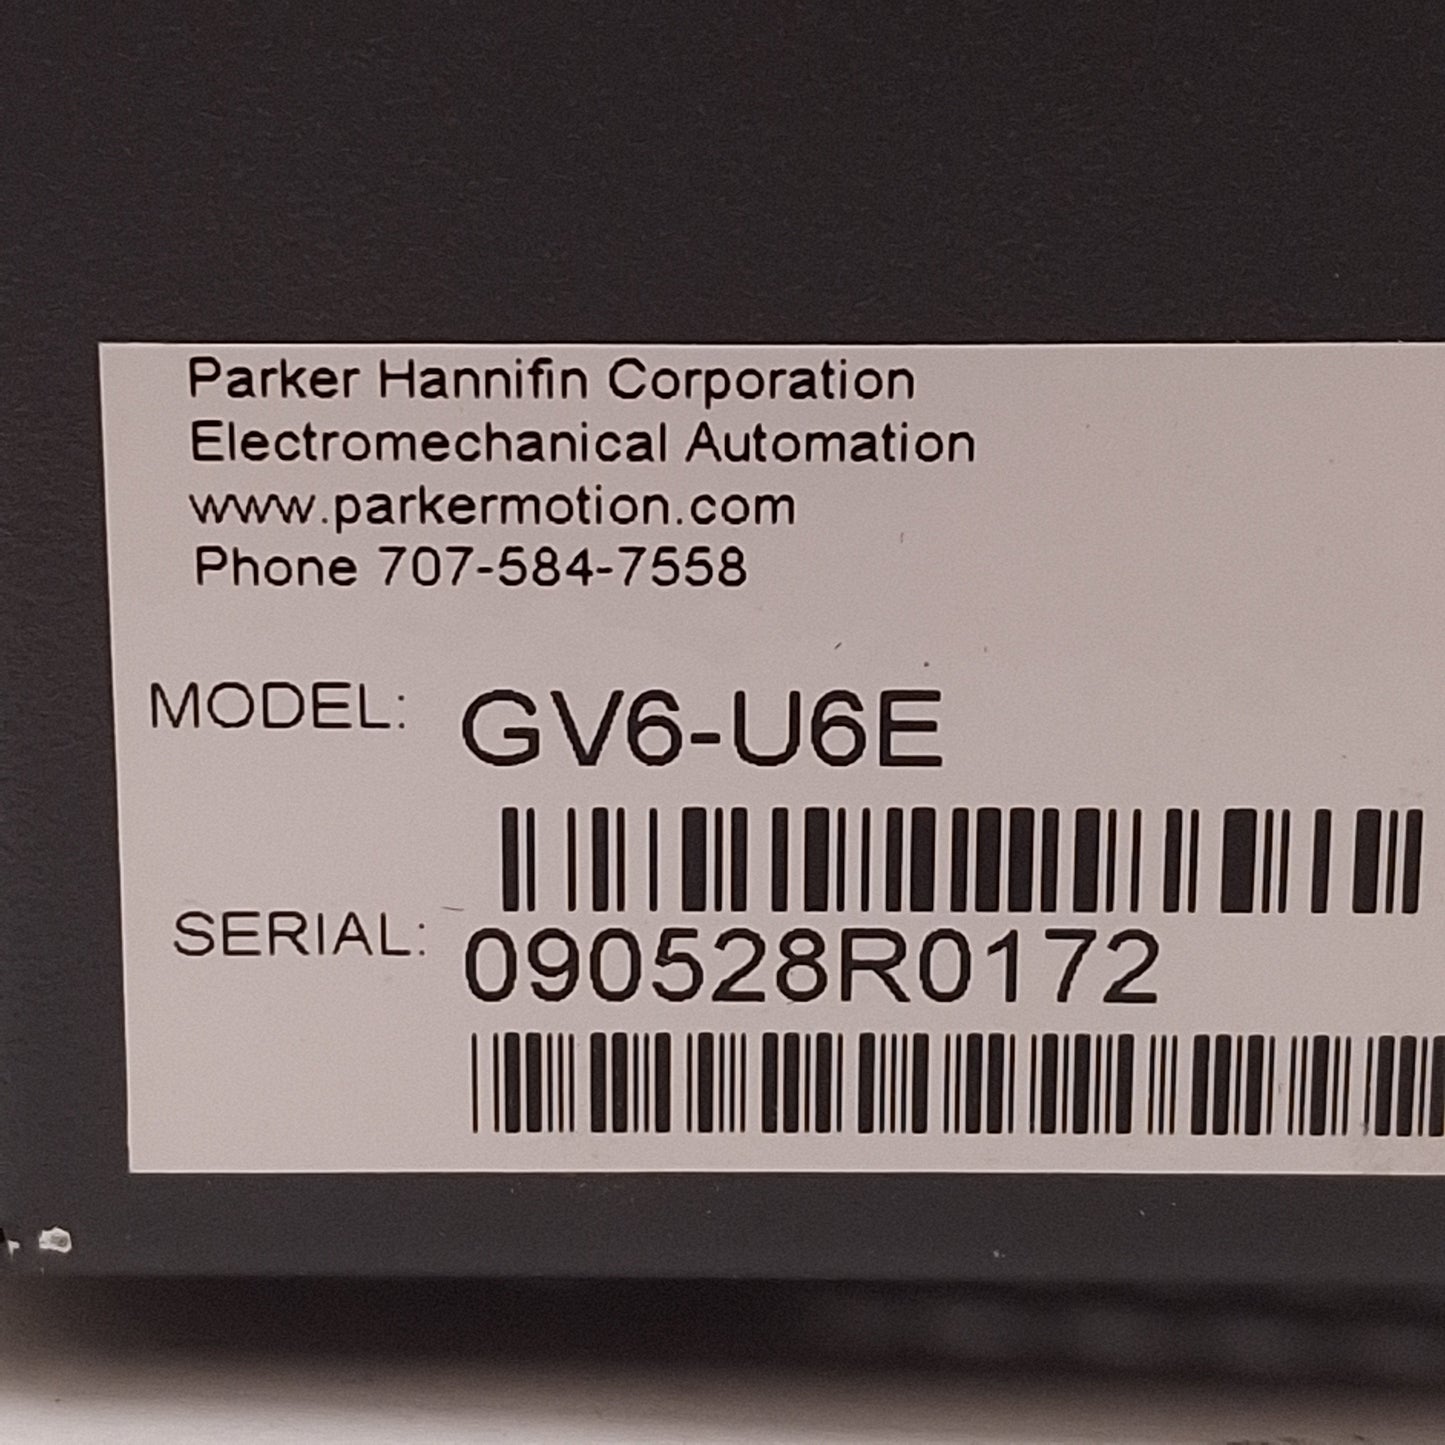 Parker Hannifin Corporation
Electromechanical Automation
www.parkermotion.com
Phone 707-584-7558
MODEL: GV6-U6E
SERIAL: 090528R0172